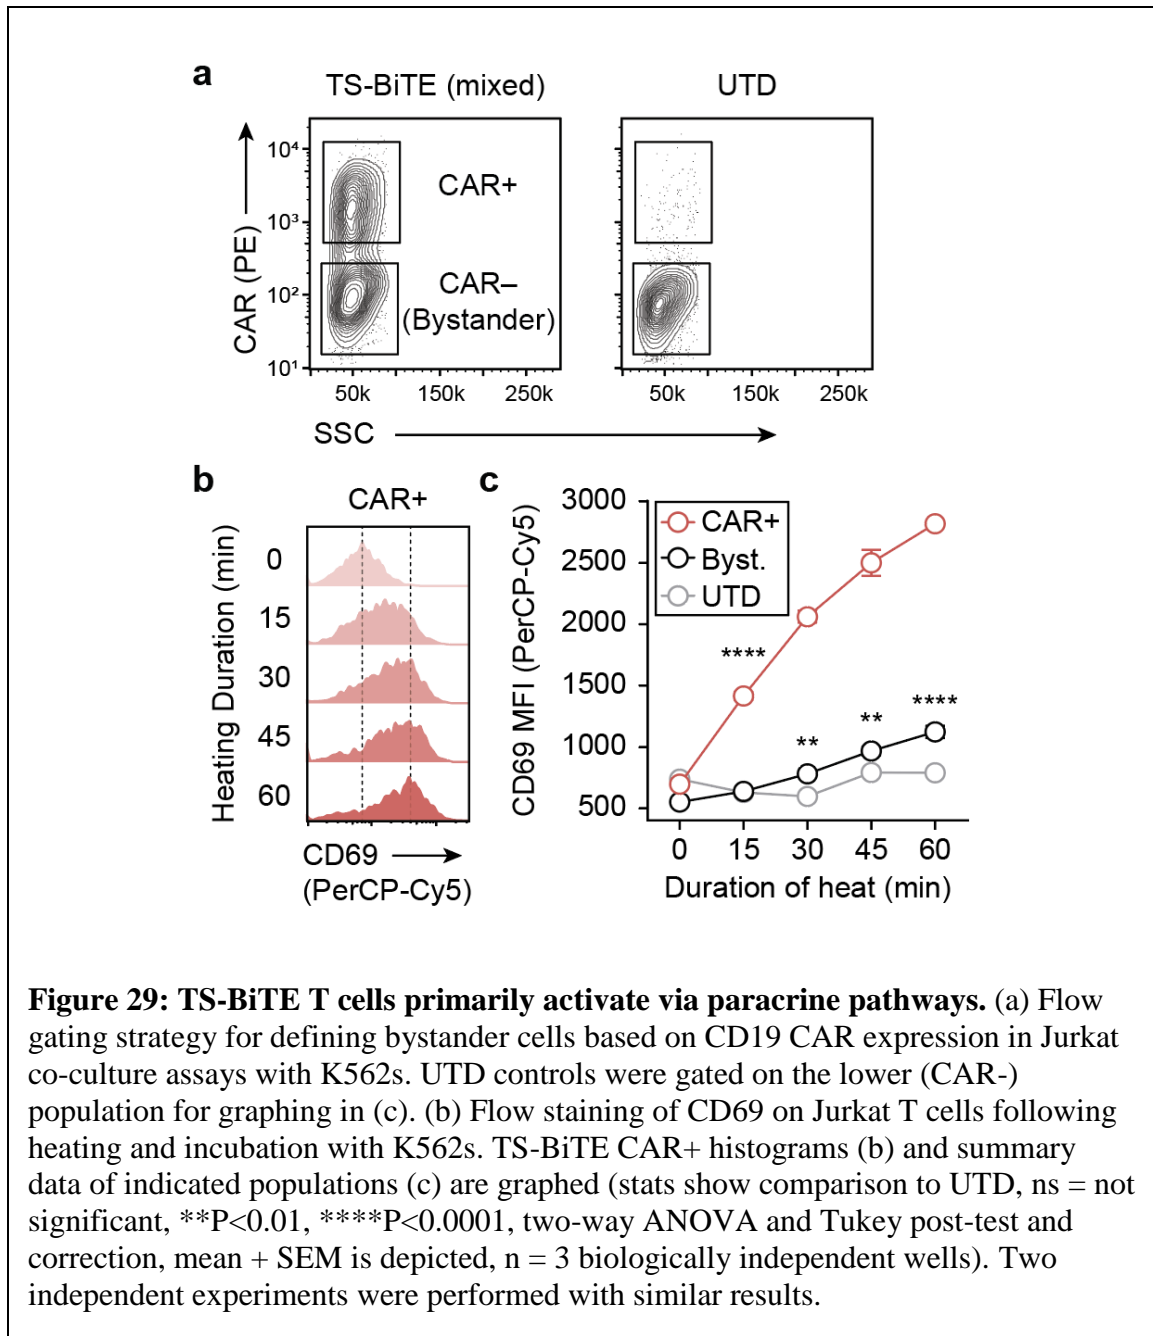 a
TS-BiTE (mixed)
UTD
CAR (PE)
10⁴
10³
10²
10¹
CAR+
CAR–
(Bystander)
50k 150k 250k
50k 150k 250k
SSC
b
CAR+
Heating Duration (min)
0
15
30
45
60
CD69
(PerCP-Cy5)
c
CD69 MFI (PerCP-Cy5)
3000
2500
2000
1500
1000
500
CAR+
Byst.
UTD
****
**
**
****
0 15 30 45 60
Duration of heat (min)
Figure 29: TS-BiTE T cells primarily activate via paracrine pathways. (a) Flow
gating strategy for defining bystander cells based on CD19 CAR expression in Jurkat
co-culture assays with K562s. UTD controls were gated on the lower (CAR-)
population for graphing in (c). (b) Flow staining of CD69 on Jurkat T cells following
heating and incubation with K562s. TS-BiTE CAR+ histograms (b) and summary
data of indicated populations (c) are graphed (stats show comparison to UTD, ns = not
significant, **P<0.01, ****P<0.0001, two-way ANOVA and Tukey post-test and
correction, mean + SEM is depicted, n = 3 biologically independent wells). Two
independent experiments were performed with similar results.